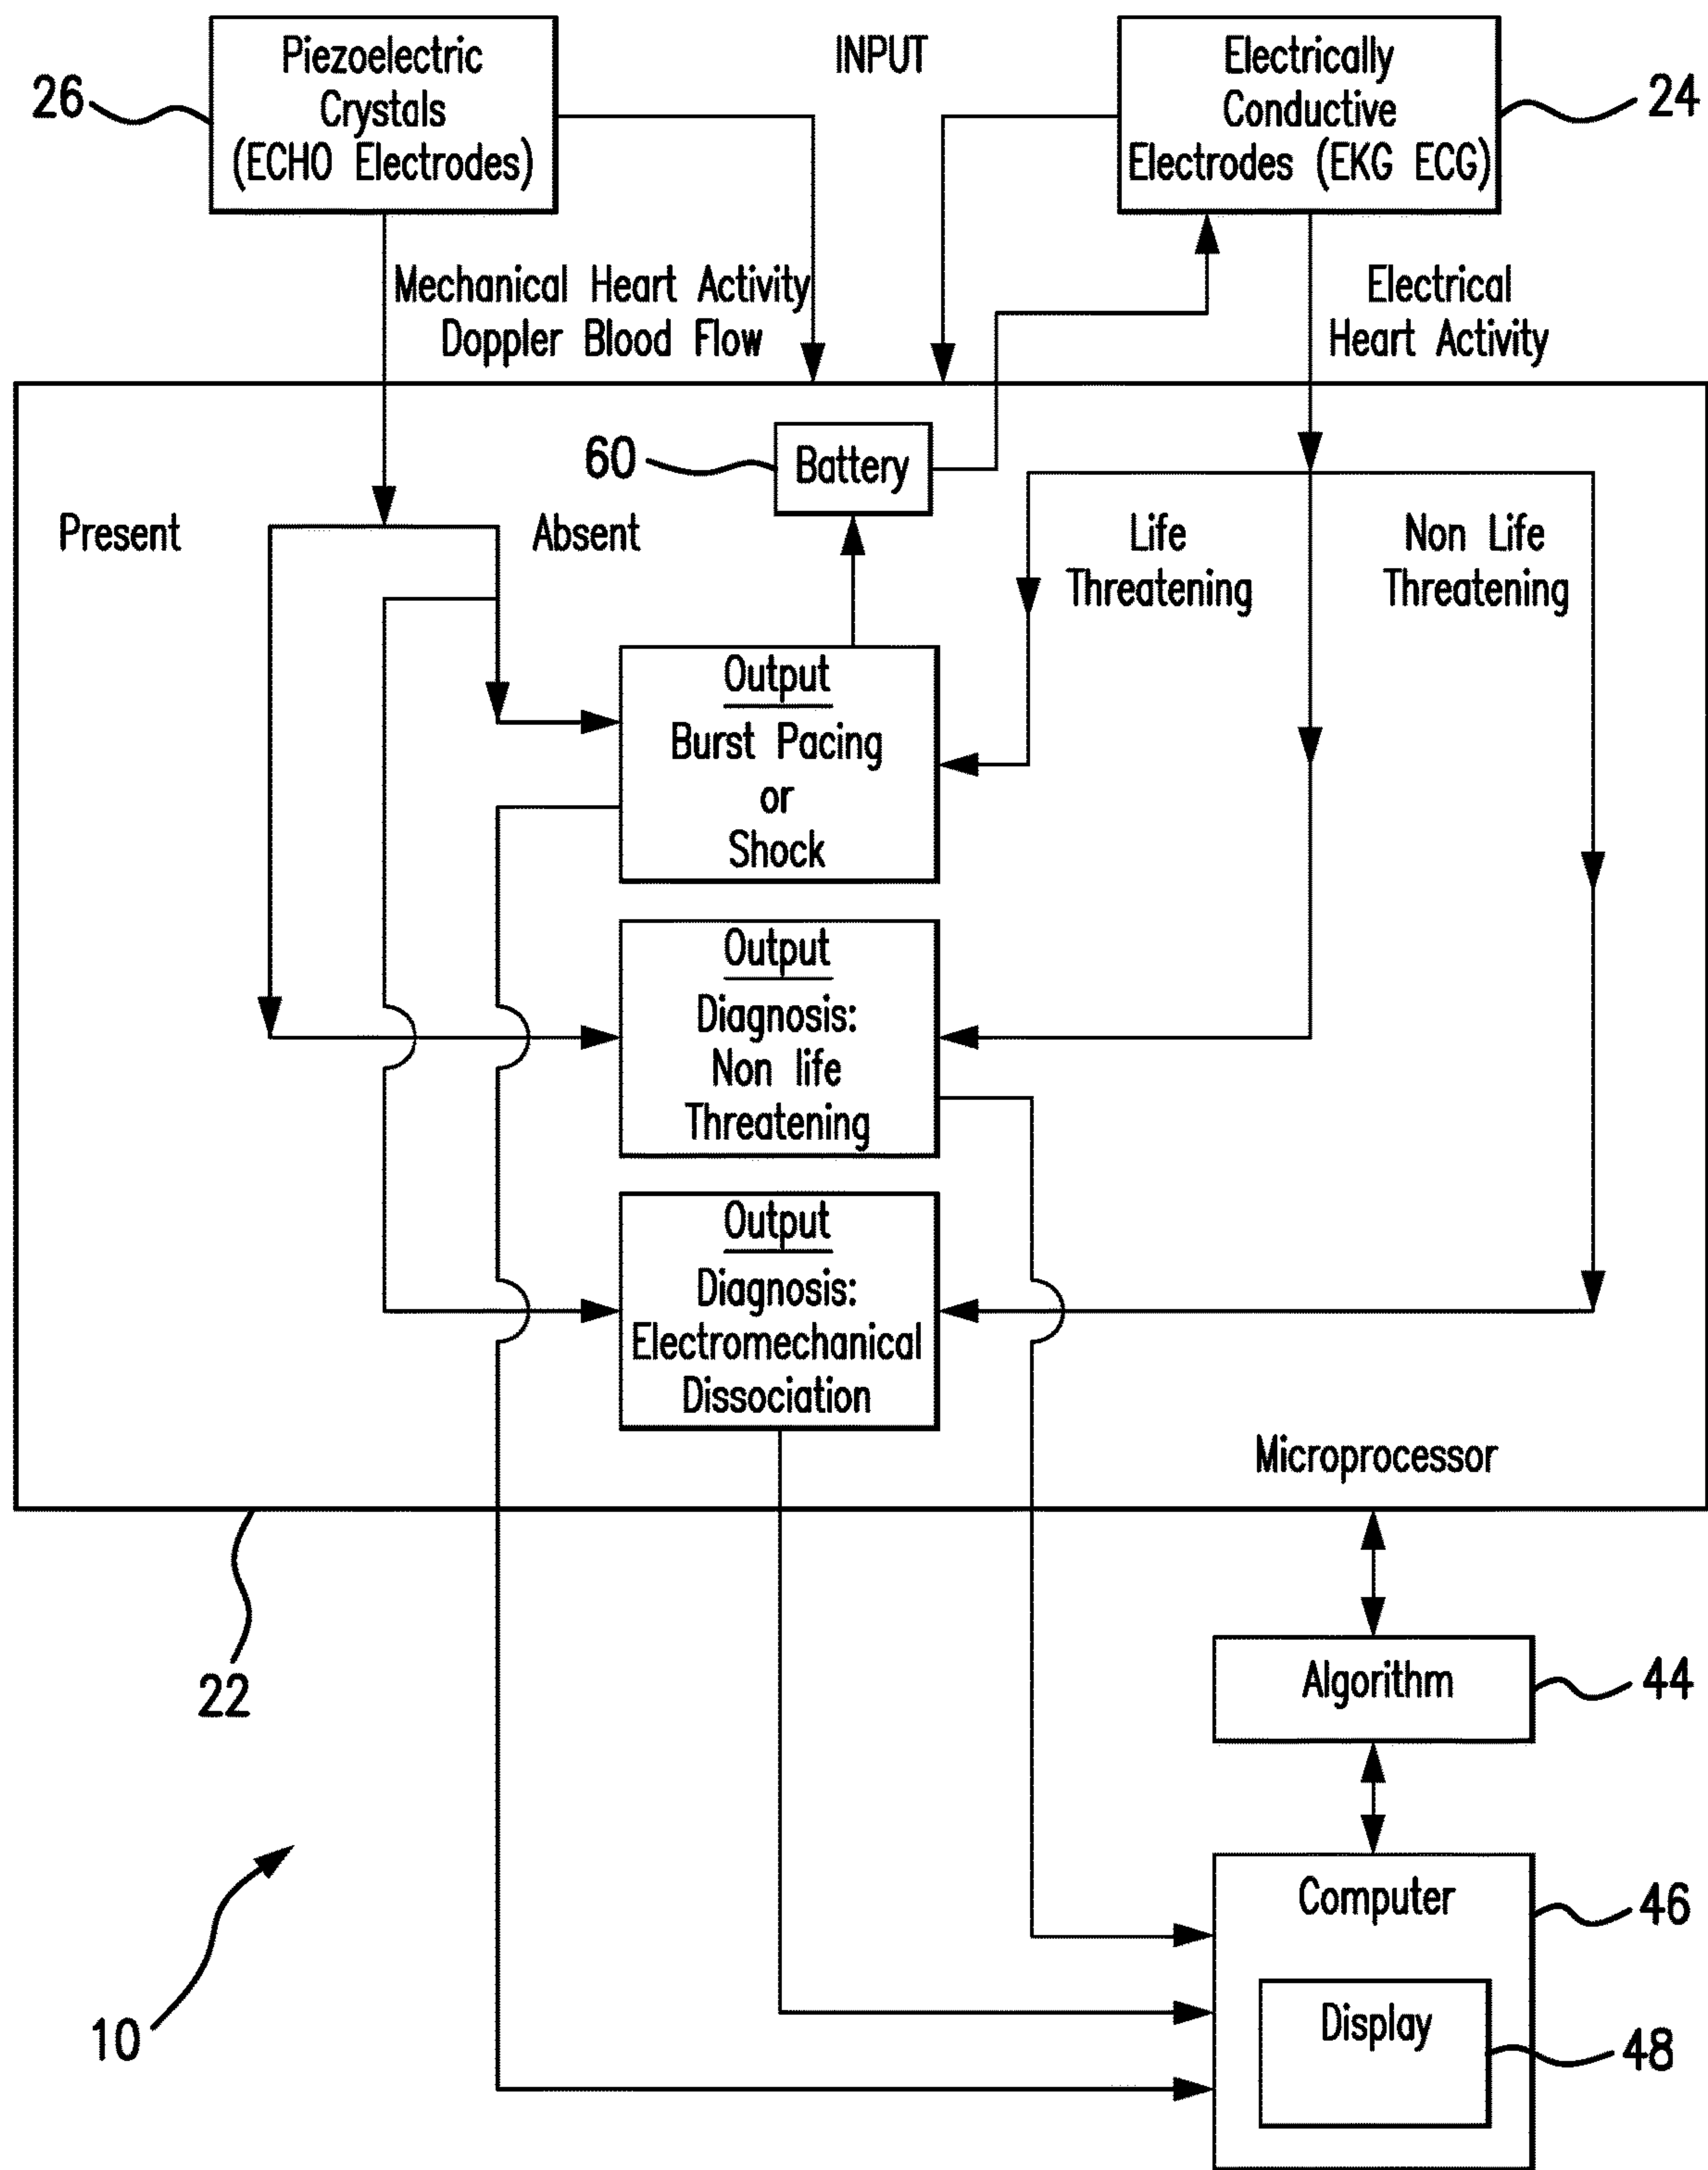 Piezoelectric
Crystals
(ECHO Electrodes)
26
INPUT
Electrically
Conductive
Electrodes (EKG ECG)
24
Mechanical Heart Activity
Doppler Blood Flow
Electrical
Heart Activity
60
Battery
Present
Absent
Life
Threatening
Non Life
Threatening
Output
Burst Pacing
or
Shock
Output
Diagnosis:
Non life
Threatening
Output
Diagnosis:
Electromechanical
Dissociation
Microprocessor
22
Algorithm
44
Computer
46
Display
48
10